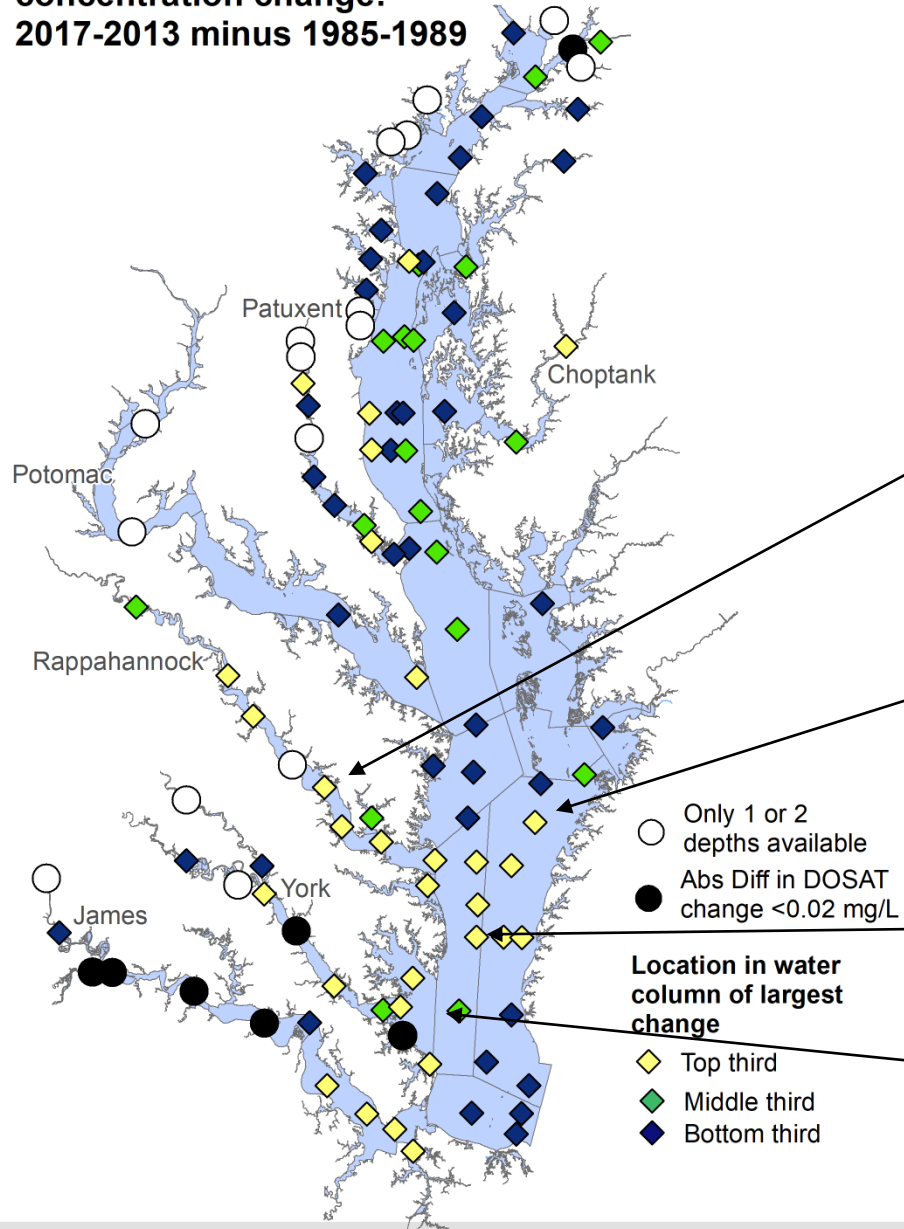 concentration change:
2017-2013 minus 1985-1989
Patuxent
Choptank
Potomac
Rappahannock
York
James
Only 1 or 2
depths available
Abs Diff in DOSAT
change <0.02 mg/L
Location in water
column of largest
change
Top third
Middle third
Bottom third